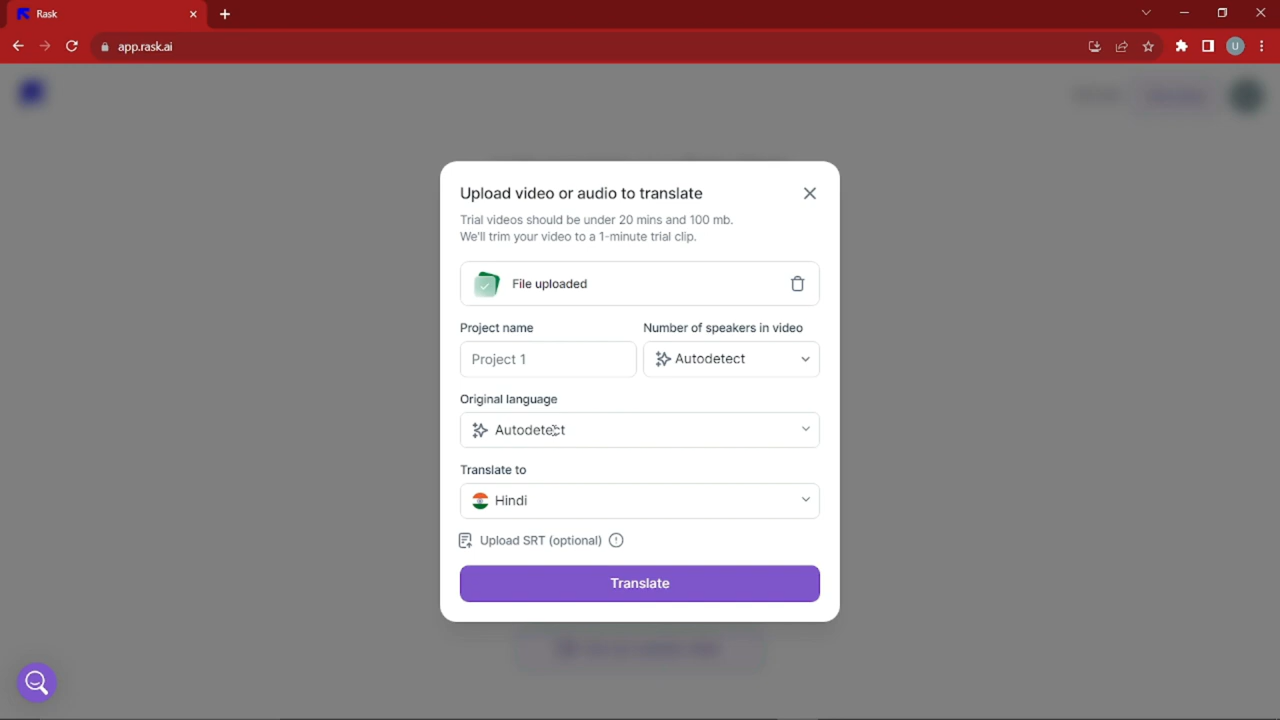 Rask
app.rask.ai
U
Upload video or audio to translate
Trial videos should be under 20 mins and 100 mb.
We'll trim your video to a 1-minute trial clip.
File uploaded
Project name
Number of speakers in video
Project 1
Autodetect
Original language
Autodetect
Translate to
Hindi
Upload SRT (optional)
Translate